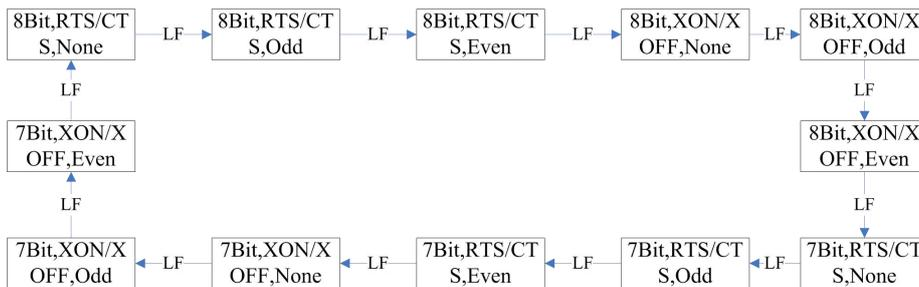 8Bit,RTS/CT
S,None
LF
8Bit,RTS/CT
S,Odd
LF
8Bit,RTS/CT
S,Even
LF
8Bit,XON/X
OFF,None
LF
8Bit,XON/X
OFF,Odd
LF
LF
7Bit,XON/X
OFF,Even
8Bit,XON/X
OFF,Even
LF
LF
7Bit,XON/X
OFF,Odd
LF
7Bit,XON/X
OFF,None
LF
7Bit,RTS/CT
S,Even
LF
7Bit,RTS/CT
S,Odd
LF
7Bit,RTS/CT
S,None